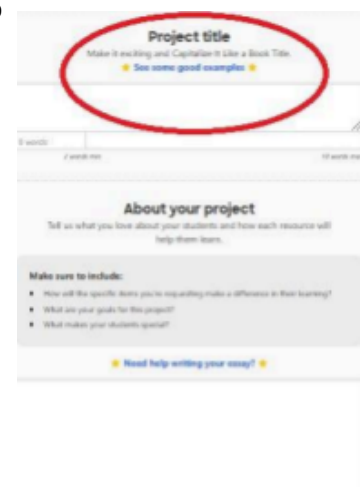 Project title
Make it exciting and Capitalize It Like a Book Title.
See some good examples
0 words
2 words min
10 words max
About your project
Tell us what you love about your students and how each resource will
help them learn.
Make sure to include:
• How will the specific items you're requesting make a difference in their learning?
• What are your goals for this project?
• What makes your students special?
Need help writing your essay?